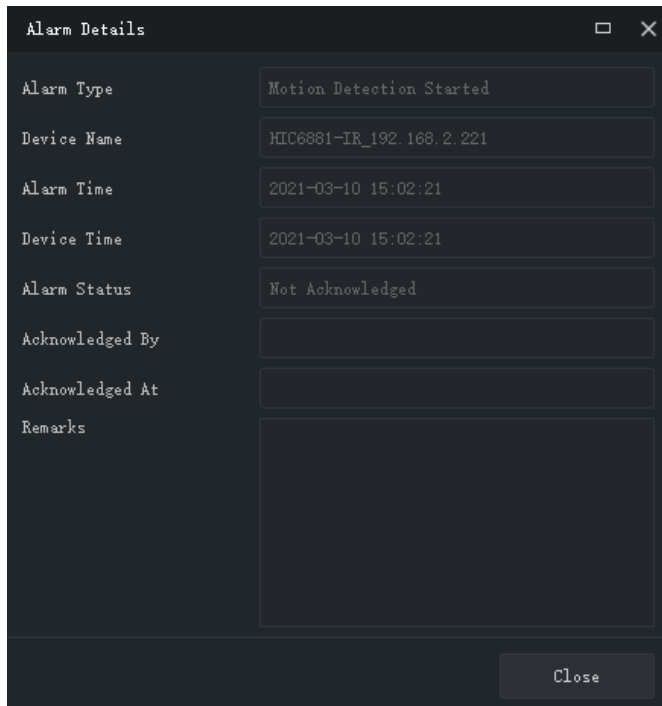 Alarm Details
Alarm Type Motion Detection Started
Device Name HIC6881-IR_192.168.2.221
Alarm Time 2021-03-10 15:02:21
Device Time 2021-03-10 15:02:21
Alarm Status Not Acknowledged
Acknowledged By
Acknowledged At
Remarks
Close